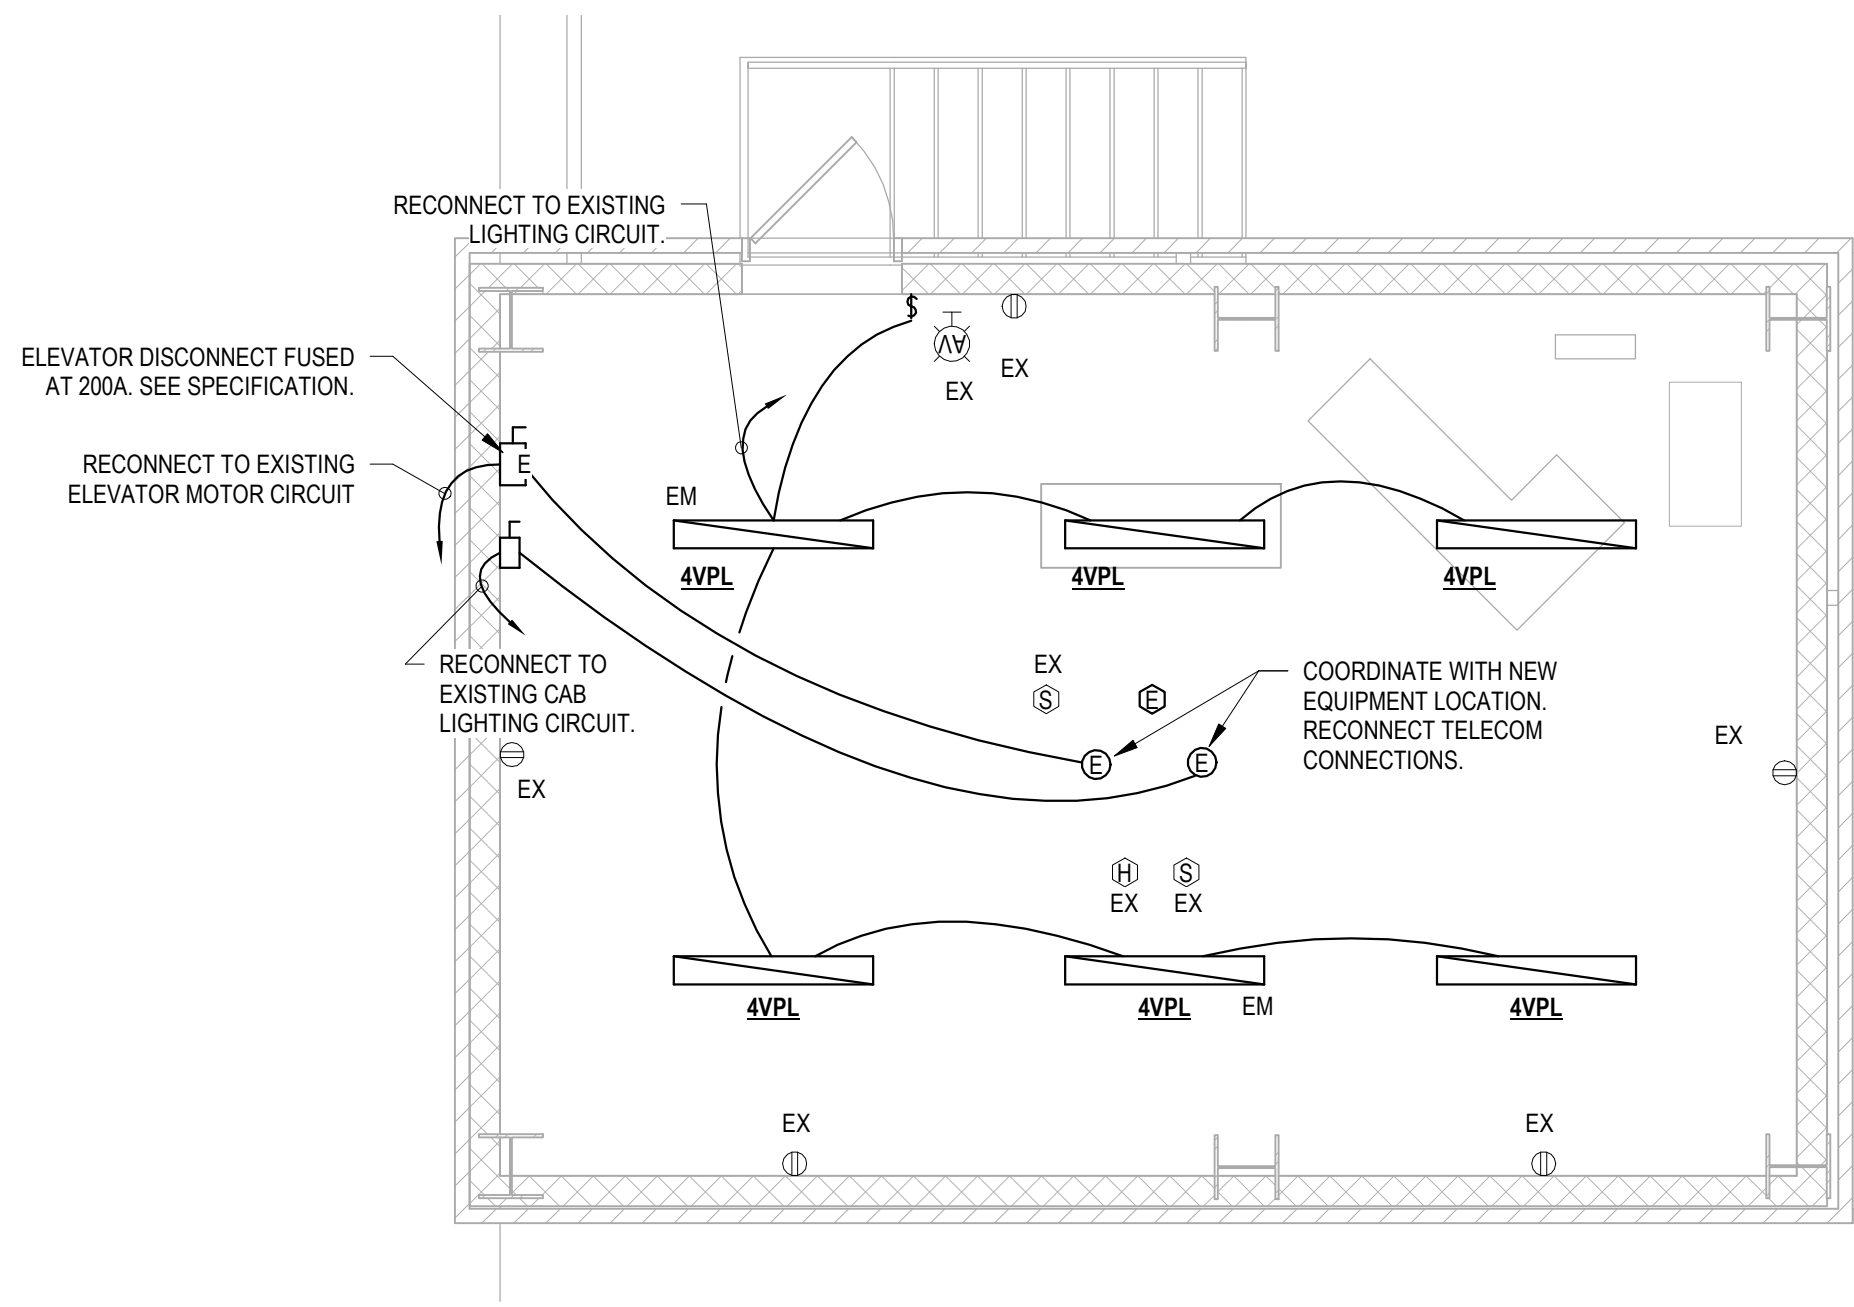 RECONNECT TO EXISTING
LIGHTING CIRCUIT.
$
AV
EX
EX
ELEVATOR DISCONNECT FUSED
AT 200A. SEE SPECIFICATION.
E
RECONNECT TO EXISTING
ELEVATOR MOTOR CIRCUIT
EM
4VPL
4VPL
4VPL
RECONNECT TO
EXISTING CAB
LIGHTING CIRCUIT.
EX
S
E
COORDINATE WITH NEW
EQUIPMENT LOCATION.
RECONNECT TELECOM
CONNECTIONS.
E
E
EX
EX
H
S
EX
EX
4VPL
4VPL
EM
4VPL
EX
EX